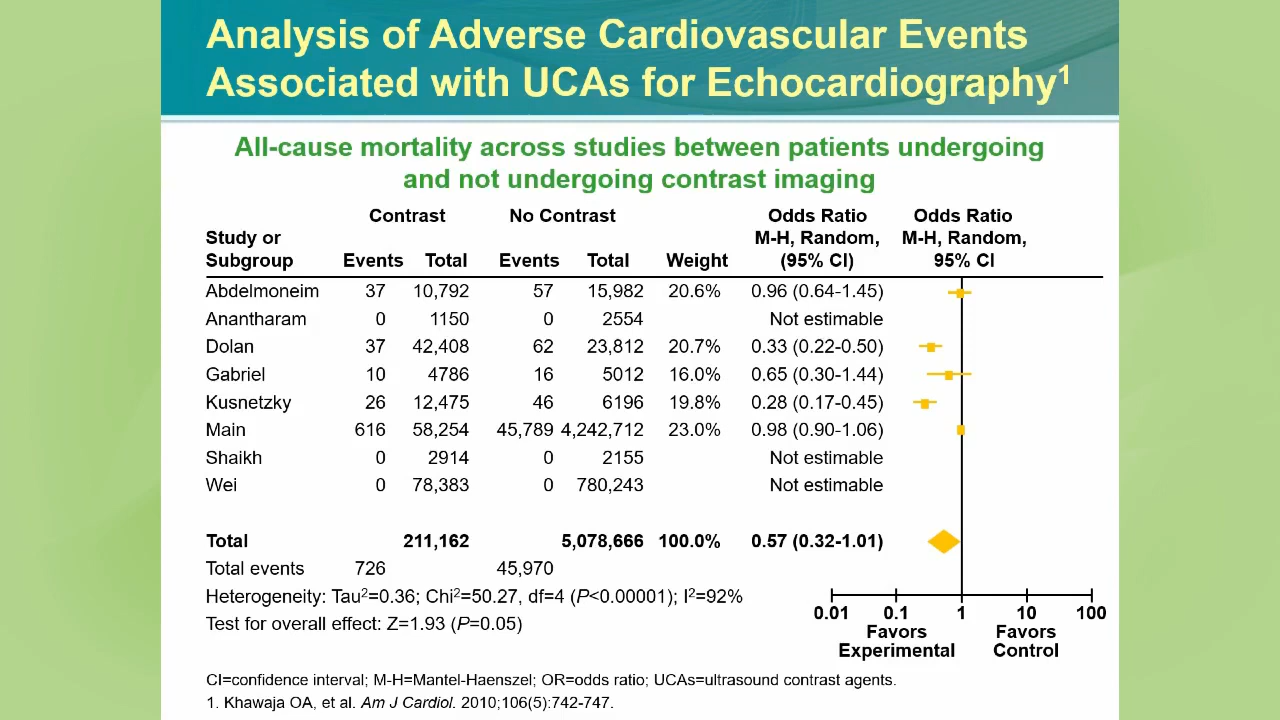 Analysis of Adverse Cardiovascular Events
Associated with UCAs for Echocardiography1
All-cause mortality across studies between patients undergoing
and not undergoing contrast imaging
Contrast No Contrast Odds Ratio Odds Ratio
Study or M-H, Random, M-H, Random,
Subgroup Events Total Events Total Weight (95% CI) 95% CI
Abdelmoneim 37 10,792 57 15,982 20.6% 0.96 (0.64-1.45)
Anantharam 0 1150 0 2554 Not estimable
Dolan 37 42,408 62 23,812 20.7% 0.33 (0.22-0.50)
Gabriel 10 4786 16 5012 16.0% 0.65 (0.30-1.44)
Kusnetzky 26 12,475 46 6196 19.8% 0.28 (0.17-0.45)
Main 616 58,254 45,789 4,242,712 23.0% 0.98 (0.90-1.06)
Shaikh 0 2914 0 2155 Not estimable
Wei 0 78,383 0 780,243 Not estimable
Total 211,162 5,078,666 100.0% 0.57 (0.32-1.01)
Total events 726 45,970
Heterogeneity: Tau2=0.36; Chi2=50.27, df=4 (P<0.00001); I2=92%
Test for overall effect: Z=1.93 (P=0.05)
0.01 0.1 1 10 100
Favors Favors
Experimental Control
CI=confidence interval; M-H=Mantel-Haenszel; OR=odds ratio; UCAs=ultrasound contrast agents.
1. Khawaja OA, et al. Am J Cardiol. 2010;106(5):742-747.